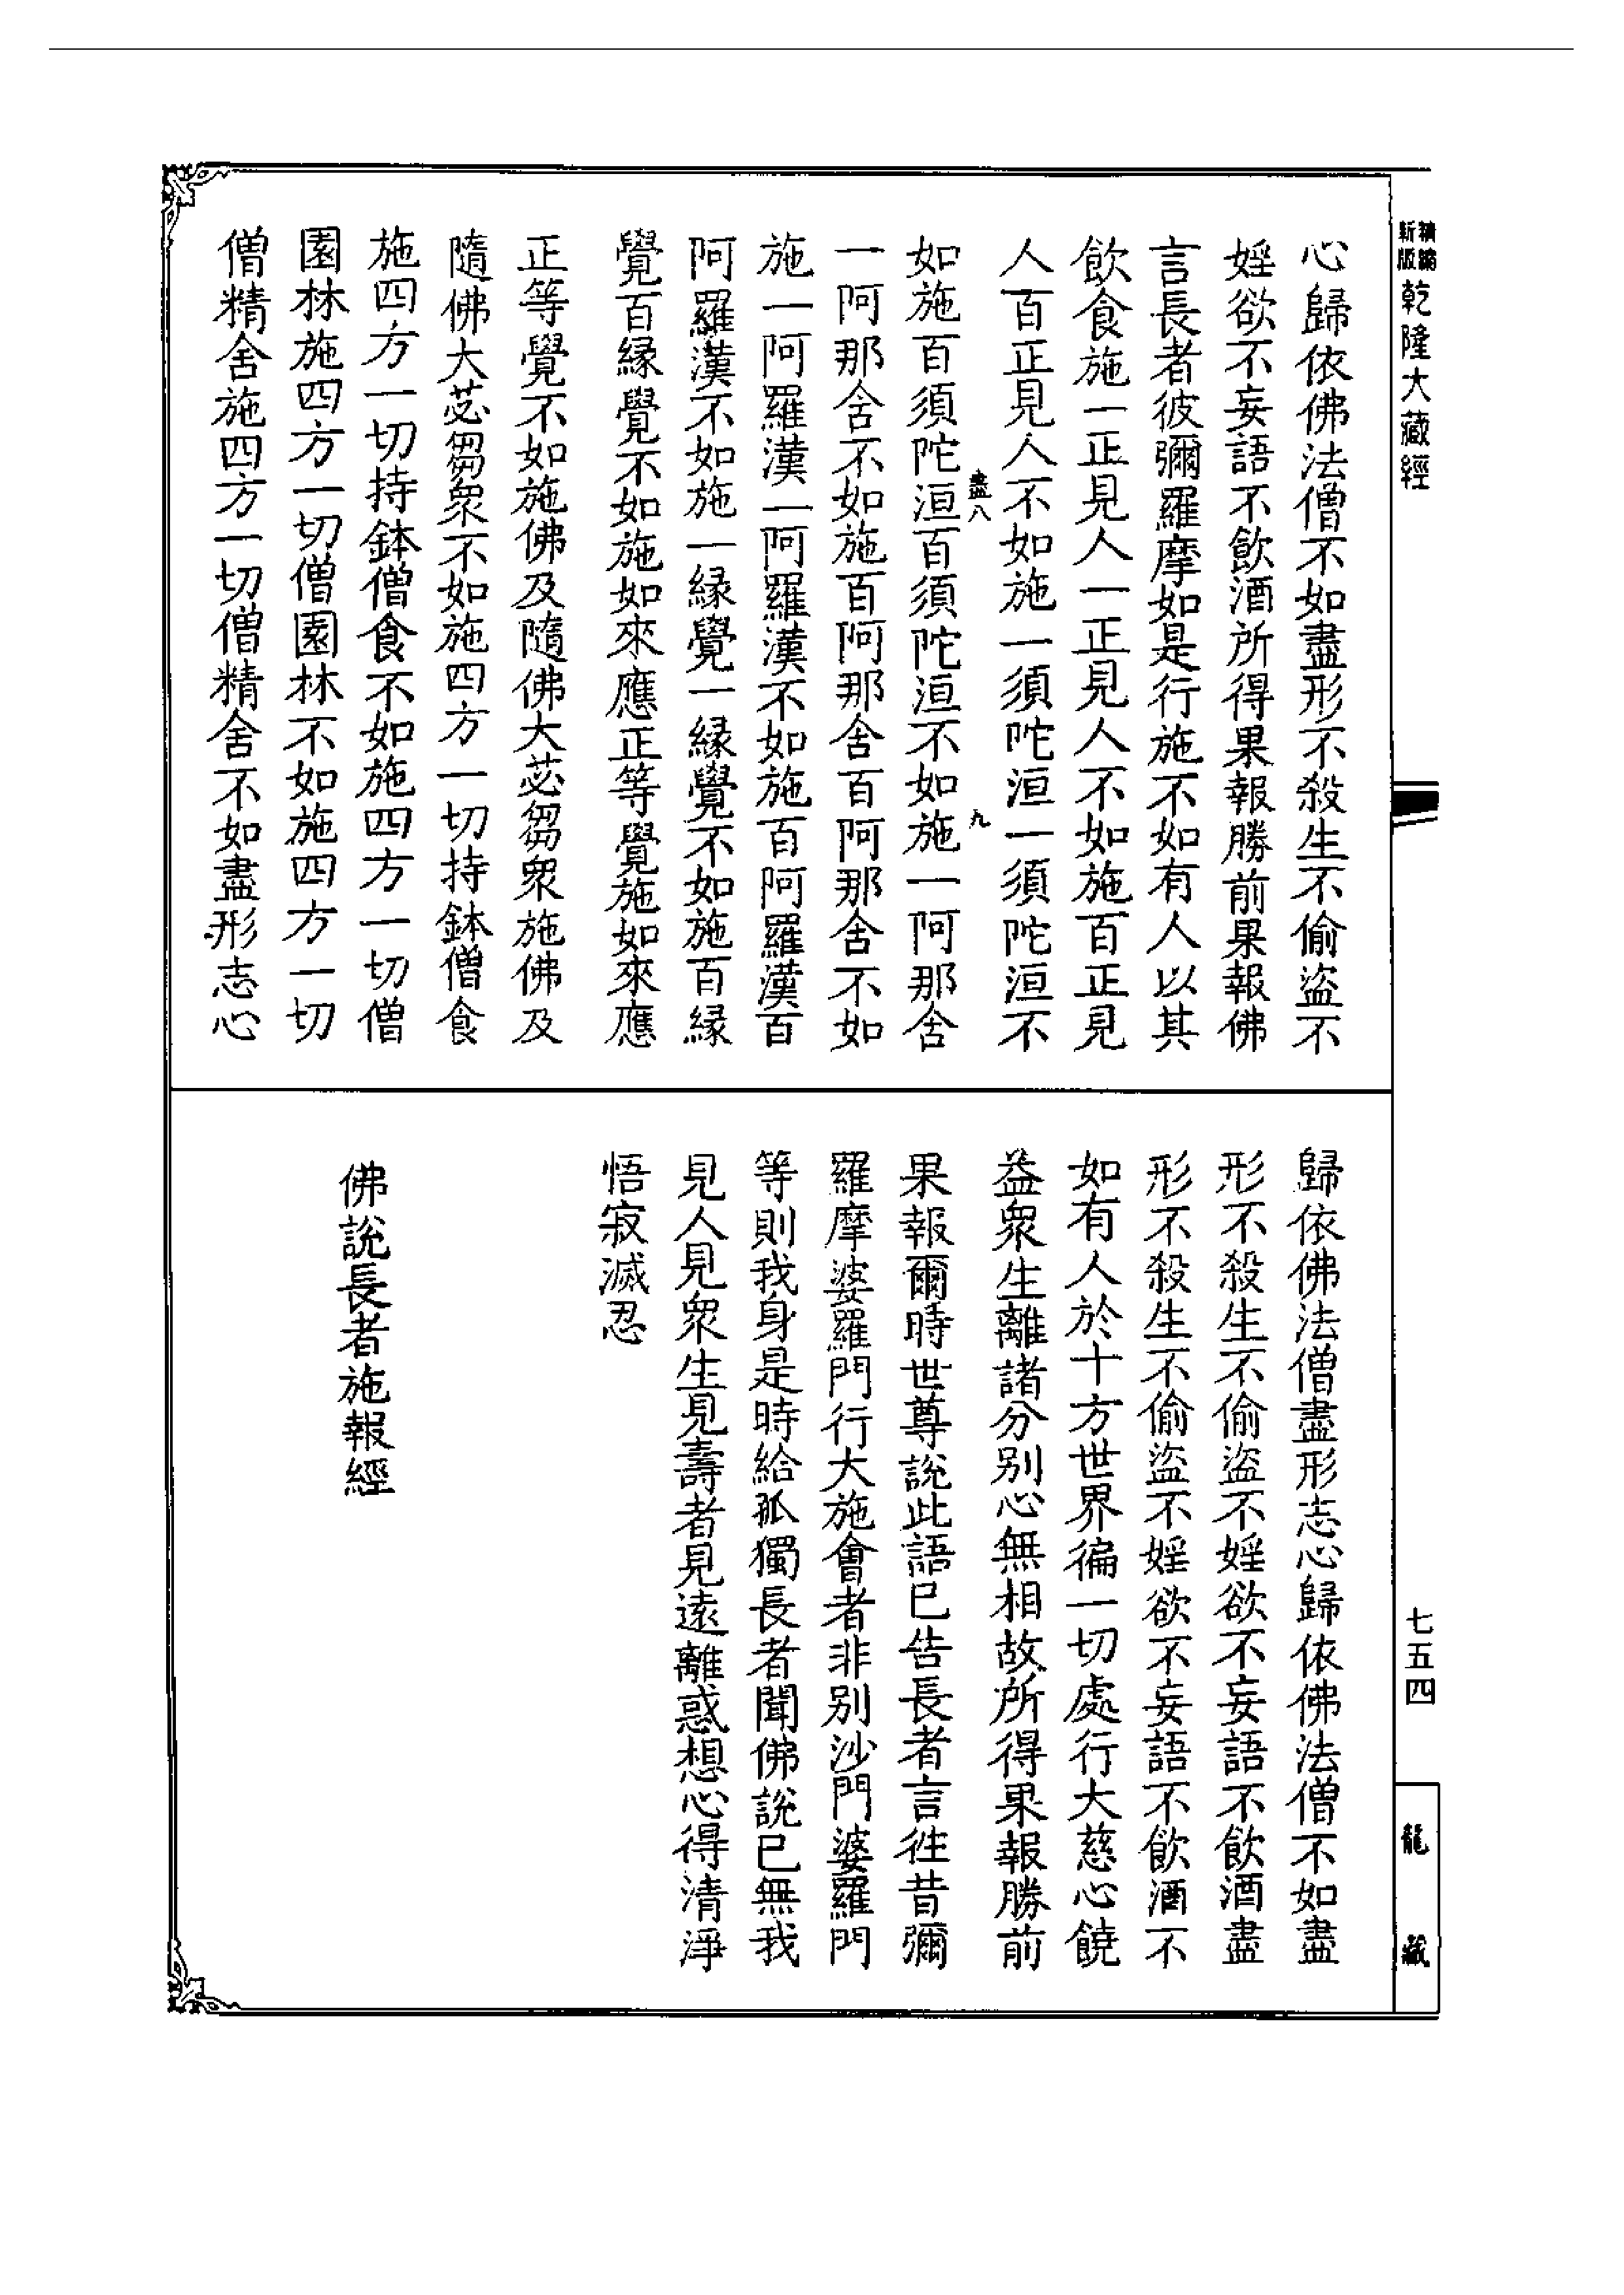 精縮新版乾隆大藏經
七五四
龍藏
心歸依佛法僧不如盡形不殺生不偷盜不
婬欲不妄語不飲酒所得果報勝前果報佛
言長者彼彌羅摩如是行施不如有人以其
飲食施一正見人一正見人不如施百正見
人百正見人不如施一須陀洹一須陀洹不
盡八
九
如施百須陀洹百須陀洹不如施一阿那舍
一阿那舍不如施百阿那舍百阿那舍不如
施一阿羅漢一阿羅漢不如施百阿羅漢百
阿羅漢不如施一緣覺一緣覺不如施百緣
覺百緣覺不如施如來應正等覺施如來應
正等覺不如施佛及隨佛大苾芻眾施佛及
隨佛大苾芻眾不如施四方一切持鉢僧食
施四方一切持鉢僧食不如施四方一切僧
園林施四方一切僧園林不如施四方一切
僧精舍施四方一切僧精舍不如盡形志心
歸依佛法僧盡形志心歸依佛法僧不如盡
形不殺生不偷盜不婬欲不妄語不飲酒盡
形不殺生不偷盜不婬欲不妄語不飲酒不
如有人於十方世界徧一切處行大慈心饒
益眾生離諸分別心無相故所得果報勝前
果報爾時世尊說此語已告長者言往昔彌
羅摩婆羅門行大施會者非別沙門婆羅門
等則我身是時給孤獨長者聞佛說已無我
見人見眾生見壽者見遠離惑想心得清淨
悟寂滅忍
佛說長者施報經